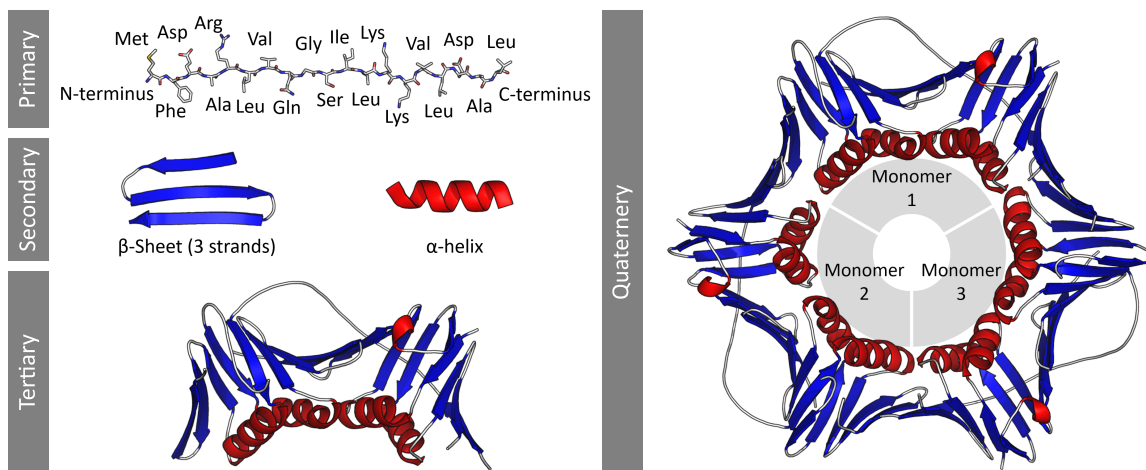 Primary
Met Asp Arg Val Gly Ile Lys Val Asp Leu
N-terminus Phe Ala Leu Gln Ser Leu Lys Leu Ala C-terminus
Secondary
β-Sheet (3 strands)
α-helix
Tertiary
Quaternery
Monomer
1
Monomer
2
Monomer
3